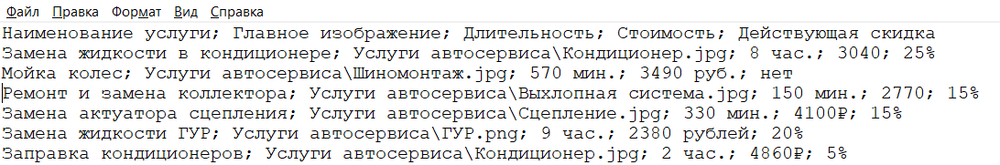 Файл Правка Формат Вид Справка
Наименование услуги; Главное изображение; Длительность; Стоимость; Действующая скидка
Замена жидкости в кондиционере; Услуги автосервиса\Кондиционер.jpg; 8 час.; 3040; 25%
Мойка колес; Услуги автосервиса\Шиномонтаж.jpg; 570 мин.; 3490 руб.; нет
Ремонт и замена коллектора; Услуги автосервиса\Выхлопная система.jpg; 150 мин.; 2770; 15%
Замена актуатора сцепления; Услуги автосервиса\Сцепление.jpg; 330 мин.; 4100₽; 15%
Замена жидкости ГУР; Услуги автосервиса\ГУР.png; 9 час.; 2380 рублей; 20%
Заправка кондиционеров; Услуги автосервиса\Кондиционер.jpg; 2 час.; 4860₽; 5%